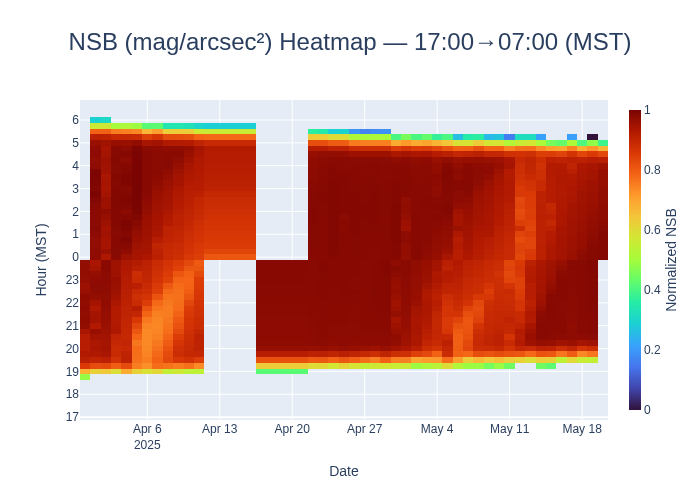 NSB (mag/arcsec²) Heatmap — 17:00→07:00 (MST)
6
5
4
3
2
1
0
23
22
21
20
19
18
17
Hour (MST)
Apr 6
2025
Apr 13
Apr 20
Apr 27
May 4
May 11
May 18
Date
1
0.8
0.6
0.4
0.2
0
Normalized NSB